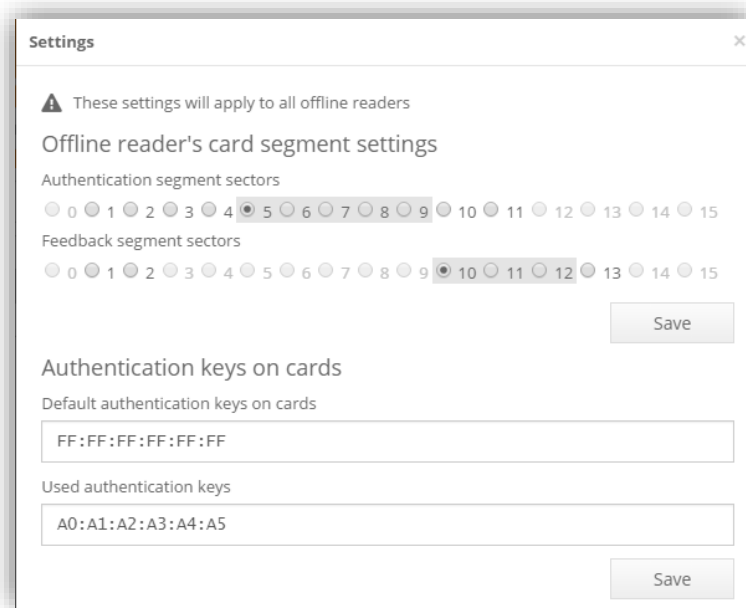 Settings ×
These settings will apply to all offline readers
Offline reader's card segment settings
Authentication segment sectors
0 1 2 3 4 5 6 7 8 9 10 11 12 13 14 15
Feedback segment sectors
0 1 2 3 4 5 6 7 8 9 10 11 12 13 14 15
Save
Authentication keys on cards
Default authentication keys on cards
FF:FF:FF:FF:FF:FF
Used authentication keys
A0:A1:A2:A3:A4:A5
Save